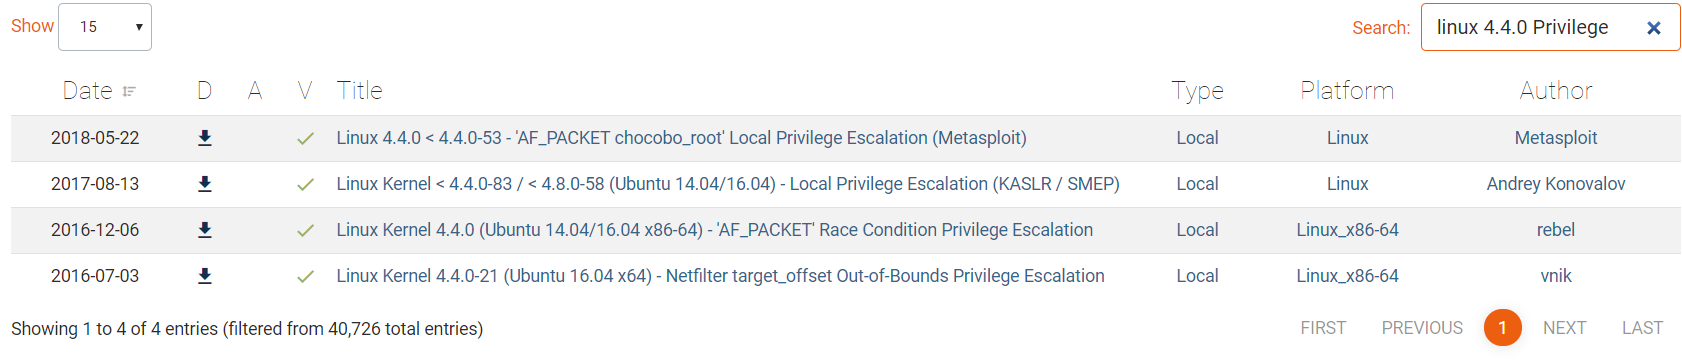 Show 15 Search: linux 4.4.0 Privilege
Date D A V Title Type Platform Author
2018-05-22 Linux 4.4.0 < 4.4.0-53 - 'AF_PACKET chocobo_root' Local Privilege Escalation (Metasploit) Local Linux Metasploit
2017-08-13 Linux Kernel < 4.4.0-83 / < 4.8.0-58 (Ubuntu 14.04/16.04) - Local Privilege Escalation (KASLR / SMEP) Local Linux Andrey Konovalov
2016-12-06 Linux Kernel 4.4.0 (Ubuntu 14.04/16.04 x86-64) - 'AF_PACKET' Race Condition Privilege Escalation Local Linux_x86-64 rebel
2016-07-03 Linux Kernel 4.4.0-21 (Ubuntu 16.04 x64) - Netfilter target_offset Out-of-Bounds Privilege Escalation Local Linux_x86-64 vnik
Showing 1 to 4 of 4 entries (filtered from 40,726 total entries) FIRST PREVIOUS 1 NEXT LAST